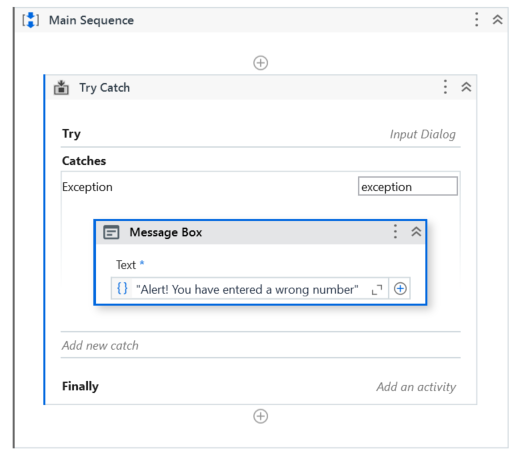 Main Sequence
Try Catch
Try Input Dialog
Catches
Exception exception
Message Box
Text *
{} "Alert! You have entered a wrong number"
Add new catch
Finally Add an activity